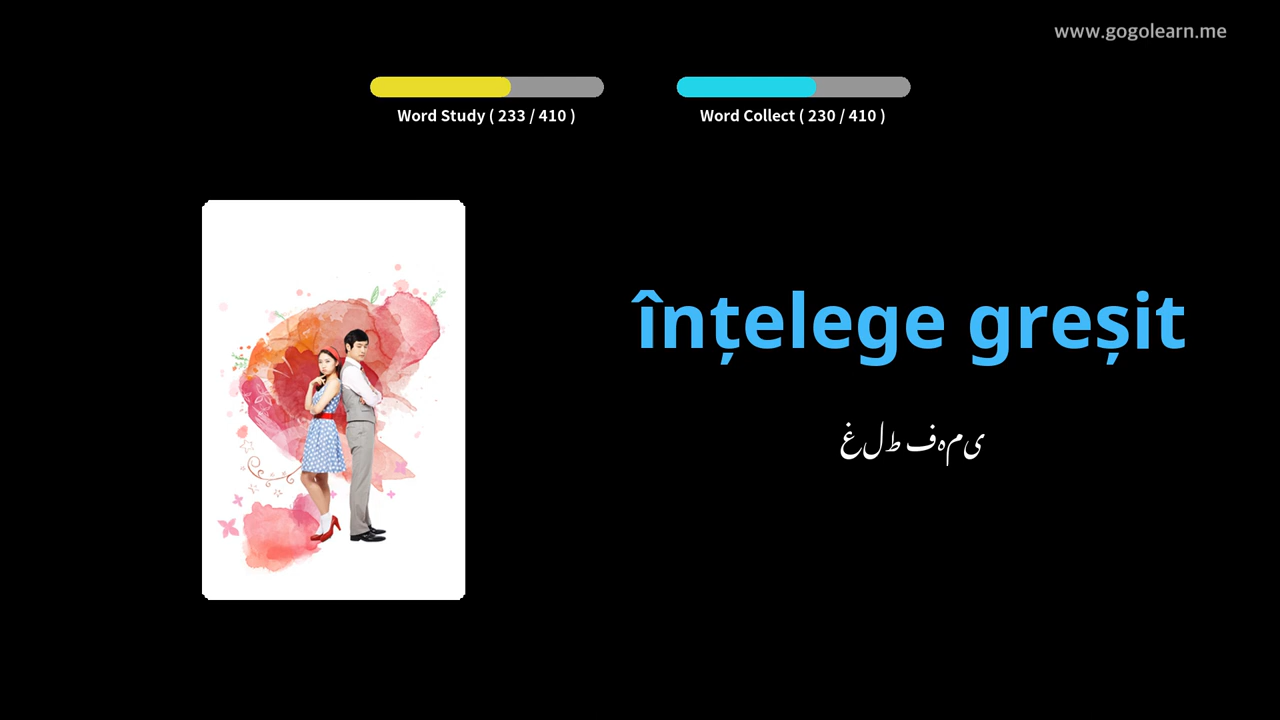 www.gogolearn.me
Word Study ( 233 / 410 )
Word Collect ( 230 / 410 )
înțelege greșit
غلط فہمی